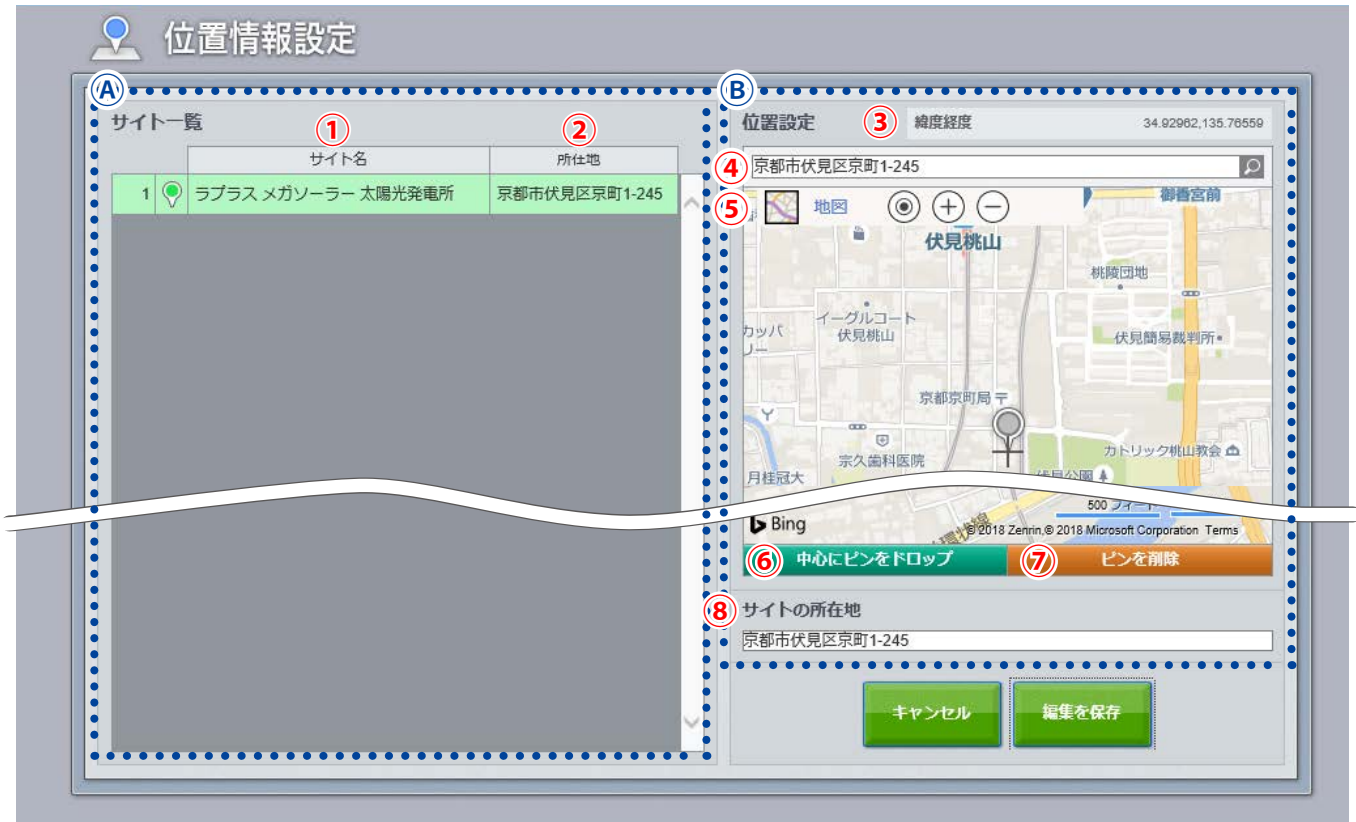 位置情報設定
Ⓐ
サイト一覧
① ②
サイト名 所在地
1 ラプラス メガソーラー 太陽光発電所 京都市伏見区京町1-245
Ⓑ
位置設定 ③ 緯度経度 34.92962,135.76559
④ 京都市伏見区京町1-245
⑤ 地図
御香宮前
伏見桃山
桃陵団地
イーグルコート
伏見桃山
カッパ
リー
伏見簡易裁判所
京都京町局
宗久歯科医院
カトリック桃山教会
月桂冠大
伏見公園
500 フィート
Bing
環状線
© 2018 Zenrin,© 2018 Microsoft Corporation Terms
⑥ 中心にピンをドロップ ⑦ ピンを削除
⑧ サイトの所在地
京都市伏見区京町1-245
キャンセル 編集を保存